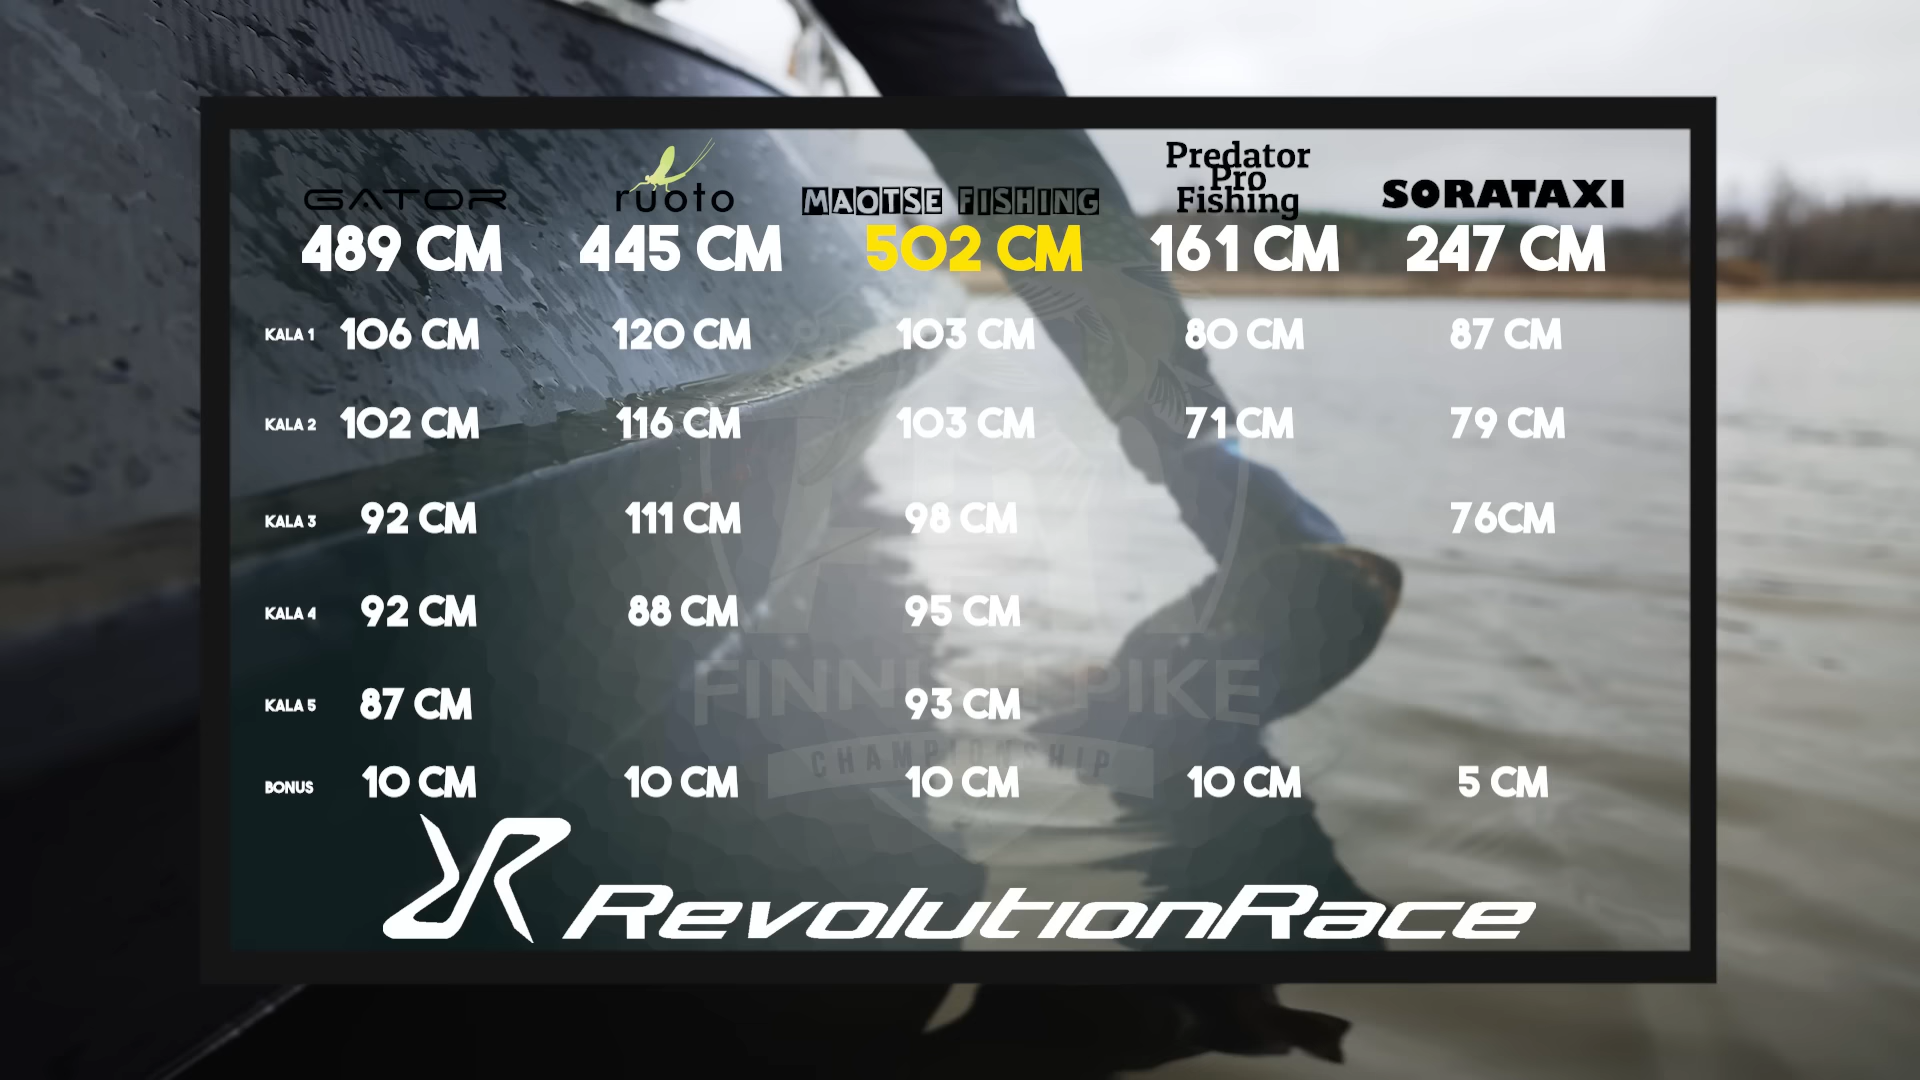 GATOR ruoto MAOTSE FISHING Predator Pro Fishing SORATAXI
489 CM 445 CM 502 CM 161 CM 247 CM
KALA 1 106 CM 120 CM 103 CM 80 CM 87 CM
KALA 2 102 CM 116 CM 103 CM 71 CM 79 CM
KALA 3 92 CM 111 CM 98 CM 76CM
KALA 4 92 CM 88 CM 95 CM
FINNISH PIKE
KALA 5 87 CM 93 CM
CHAMPIONSHIP
BONUS 10 CM 10 CM 10 CM 10 CM 5 CM
RevolutionRace